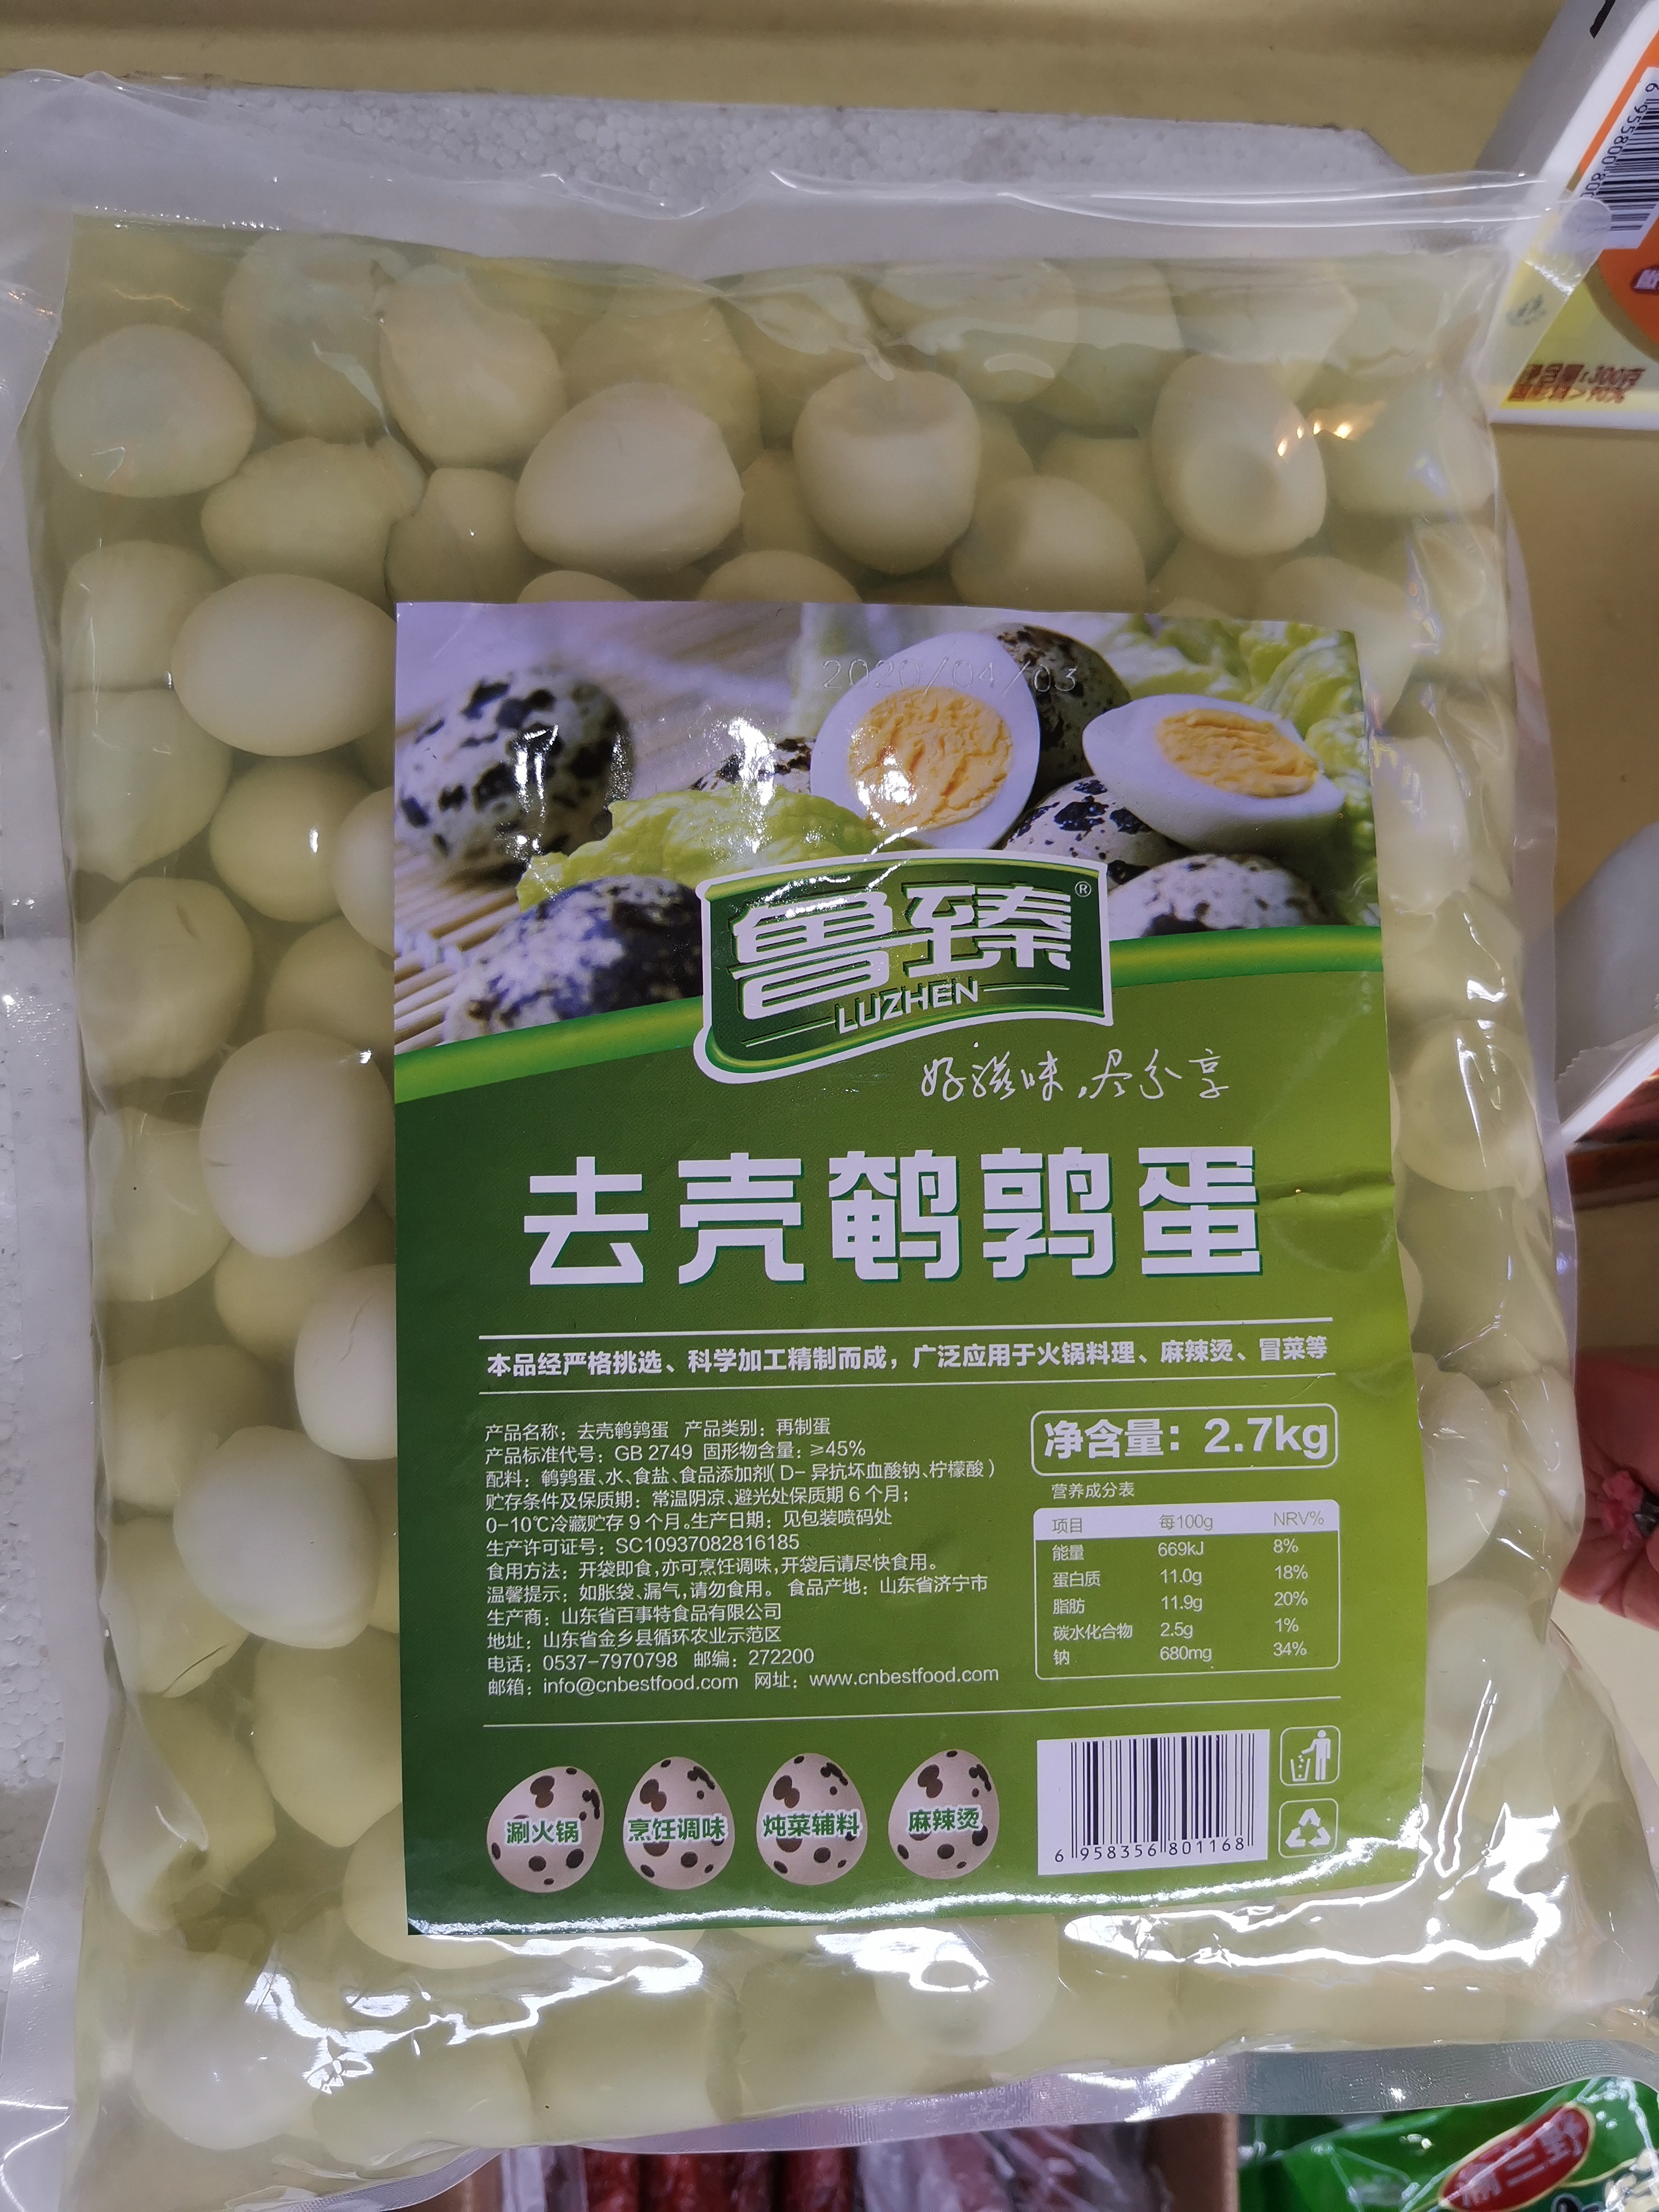 2020/04/03
鲁臻®
LUZHEN
好滋味,尽分享
去壳鹌鹑蛋
本品经严格挑选、科学加工精制而成，广泛应用于火锅料理、麻辣烫、冒菜等
产品名称：去壳鹌鹑蛋 产品类别：再制蛋
产品标准代号：GB 2749 固形物含量：≥45%
配料：鹌鹑蛋、水、食盐、食品添加剂(D-异抗坏血酸钠、柠檬酸)
贮存条件及保质期：常温阴凉、避光处保质期6个月；
0-10℃冷藏贮存9个月。生产日期：见包装喷码处
生产许可证号：SC10937082816185
食用方法：开袋即食,亦可烹饪调味,开袋后请尽快食用。
温馨提示：如胀袋、漏气,请勿食用。 食品产地：山东省济宁市
生产商：山东省百事特食品有限公司
地址：山东省金乡县循环农业示范区
电话：0537-7970798 邮编：272200
邮箱：info@cnbestfood.com 网址：www.cnbestfood.com
净含量：2.7kg
营养成分表
项目 每100g NRV%
能量 669kJ 8%
蛋白质 11.0g 18%
脂肪 11.9g 20%
碳水化合物 2.5g 1%
钠 680mg 34%
涮火锅 烹饪调味 炖菜辅料 麻辣烫
6 958356 801168